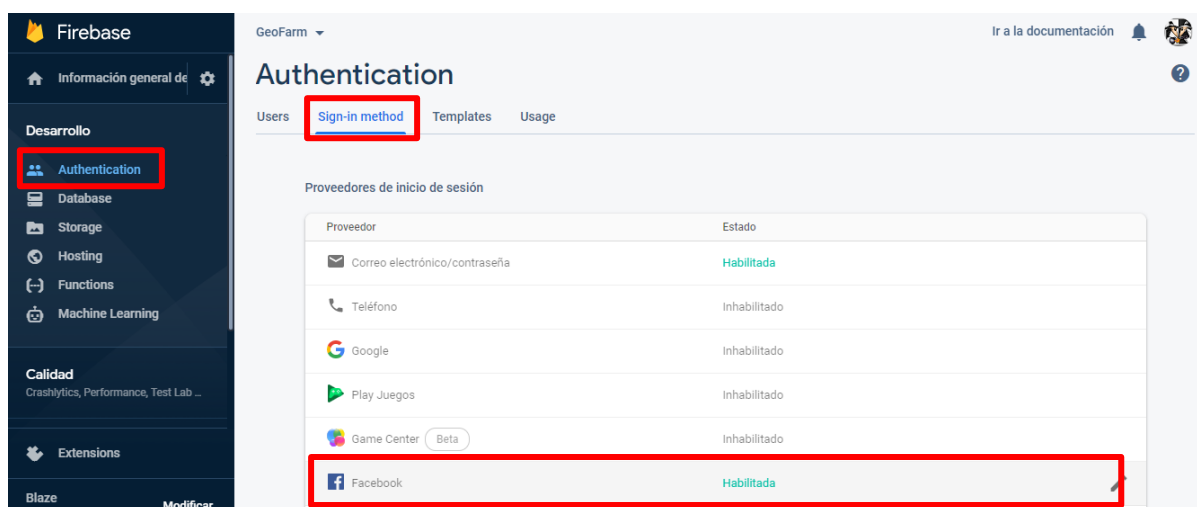 Firebase
GeoFarm
Ir a la documentación
Información general de
Authentication
Users Sign-in method Templates Usage
Desarrollo
Authentication
Database
Storage
Hosting
Functions
Machine Learning
Calidad
Crashlytics, Performance, Test Lab ...
Extensions
Blaze
Modificar
Proveedores de inicio de sesión
Proveedor Estado
Correo electrónico/contraseña Habilitada
Teléfono Inhabilitado
Google Inhabilitado
Play Juegos Inhabilitado
Game Center Beta Inhabilitado
Facebook Habilitada